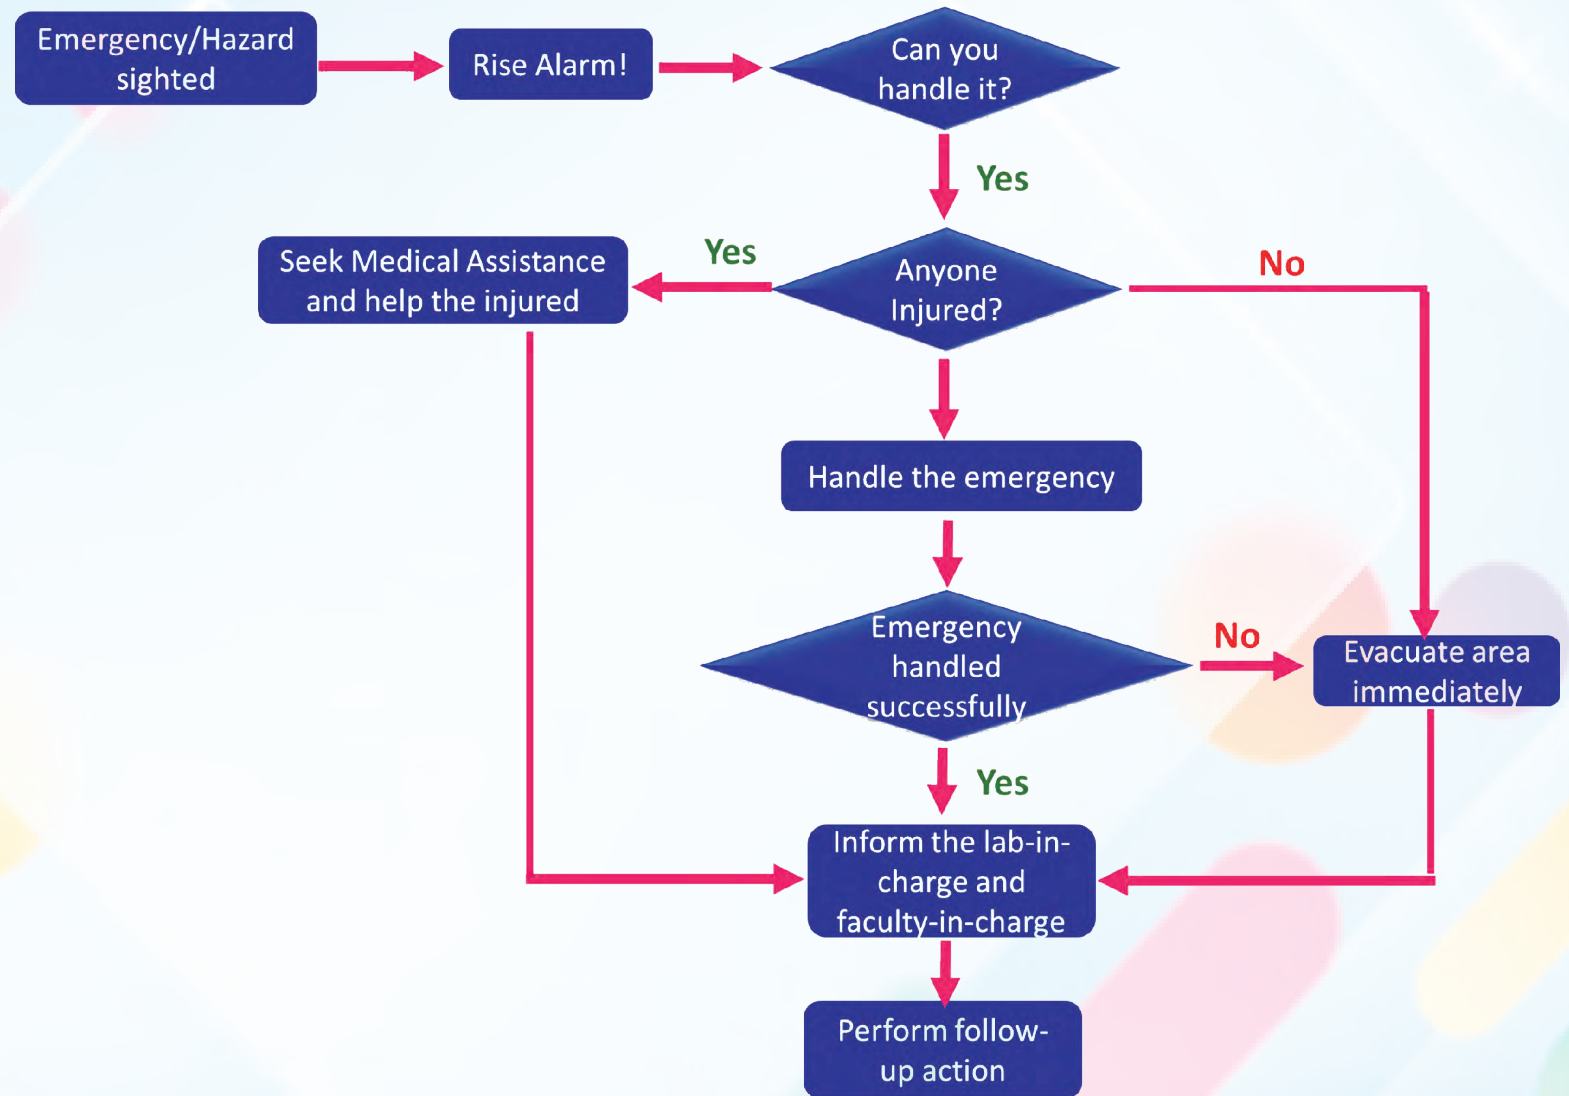 Emergency/Hazard
sighted
Rise Alarm!
Can you
handle it?
Yes
Seek Medical Assistance
and help the injured
Yes
Anyone
Injured?
No
Handle the emergency
Emergency
handled
successfully
No
Evacuate area
immediately
Yes
Inform the lab-in-
charge and
faculty-in-charge
Perform follow-
up action